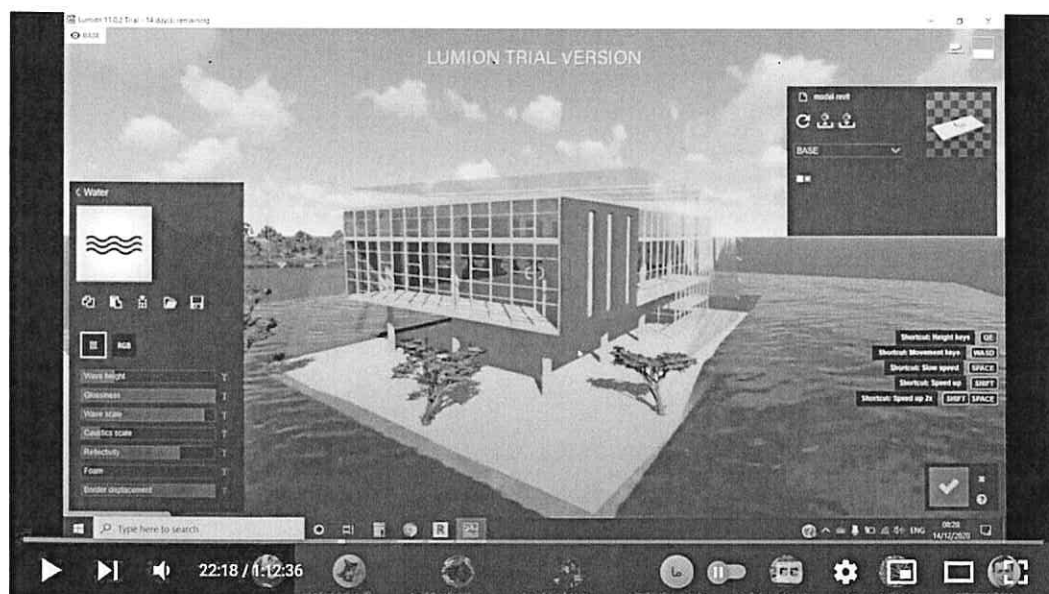 Lumion 11.0.2 Trial - 14 days remaining
BASE
LUMION TRIAL VERSION
model revit
BASE
Water
RGB
Wave height
Glossiness
Wave scale
Caustics scale
Reflectivity
Foam
Border displacement
Shortcut: Height keys QE
Shortcut: Movement keys WASD
Shortcut: Slow speed SPACE
Shortcut: Speed up SHIFT
Shortcut: Speed up 2x SHIFT SPACE
Type here to search
R
ENG
08:28
14/12/2020
22:18 / 1:12:36